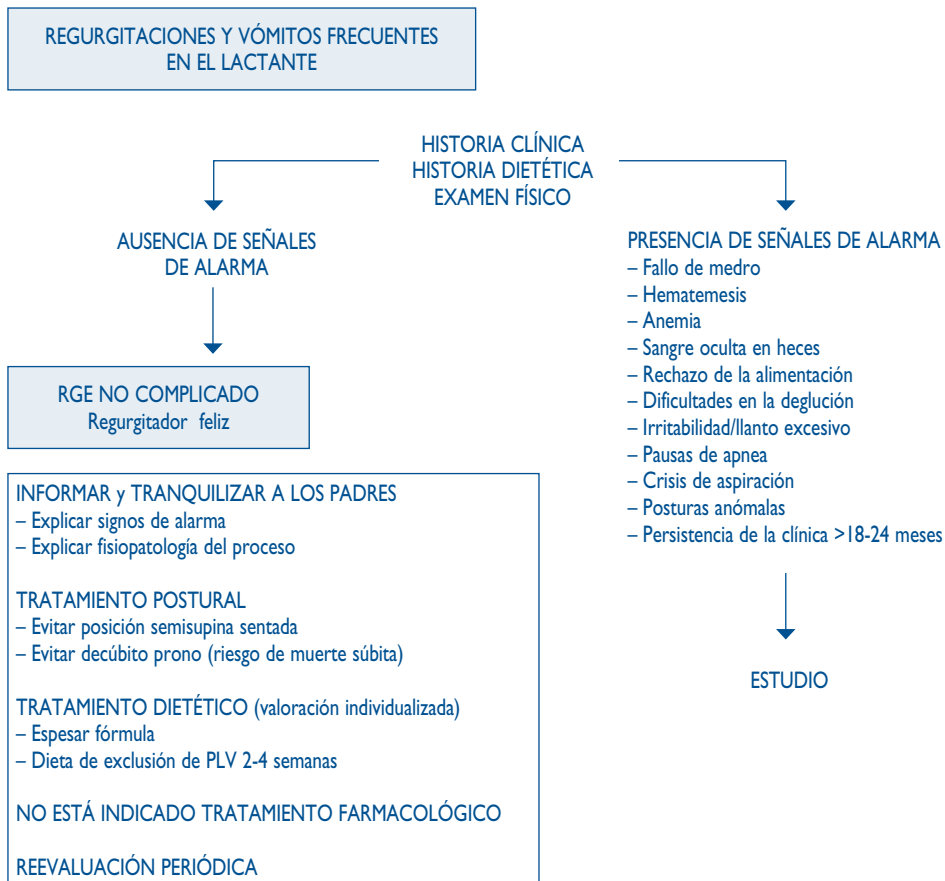 REGURGITACIONES Y VÓMITOS FRECUENTES
EN EL LACTANTE
HISTORIA CLÍNICA
HISTORIA DIETÉTICA
EXAMEN FÍSICO
AUSENCIA DE SEÑALES
DE ALARMA
RGE NO COMPLICADO
Regurgitador feliz
INFORMAR y TRANQUILIZAR A LOS PADRES
– Explicar signos de alarma
– Explicar fisiopatología del proceso
TRATAMIENTO POSTURAL
– Evitar posición semisupina sentada
– Evitar decúbito prono (riesgo de muerte súbita)
TRATAMIENTO DIETÉTICO (valoración individualizada)
– Espesar fórmula
– Dieta de exclusión de PLV 2-4 semanas
NO ESTÁ INDICADO TRATAMIENTO FARMACOLÓGICO
REEVALUACIÓN PERIÓDICA
PRESENCIA DE SEÑALES DE ALARMA
– Fallo de medro
– Hematemesis
– Anemia
– Sangre oculta en heces
– Rechazo de la alimentación
– Dificultades en la deglución
– Irritabilidad/llanto excesivo
– Pausas de apnea
– Crisis de aspiración
– Posturas anómalas
– Persistencia de la clínica >18-24 meses
ESTUDIO